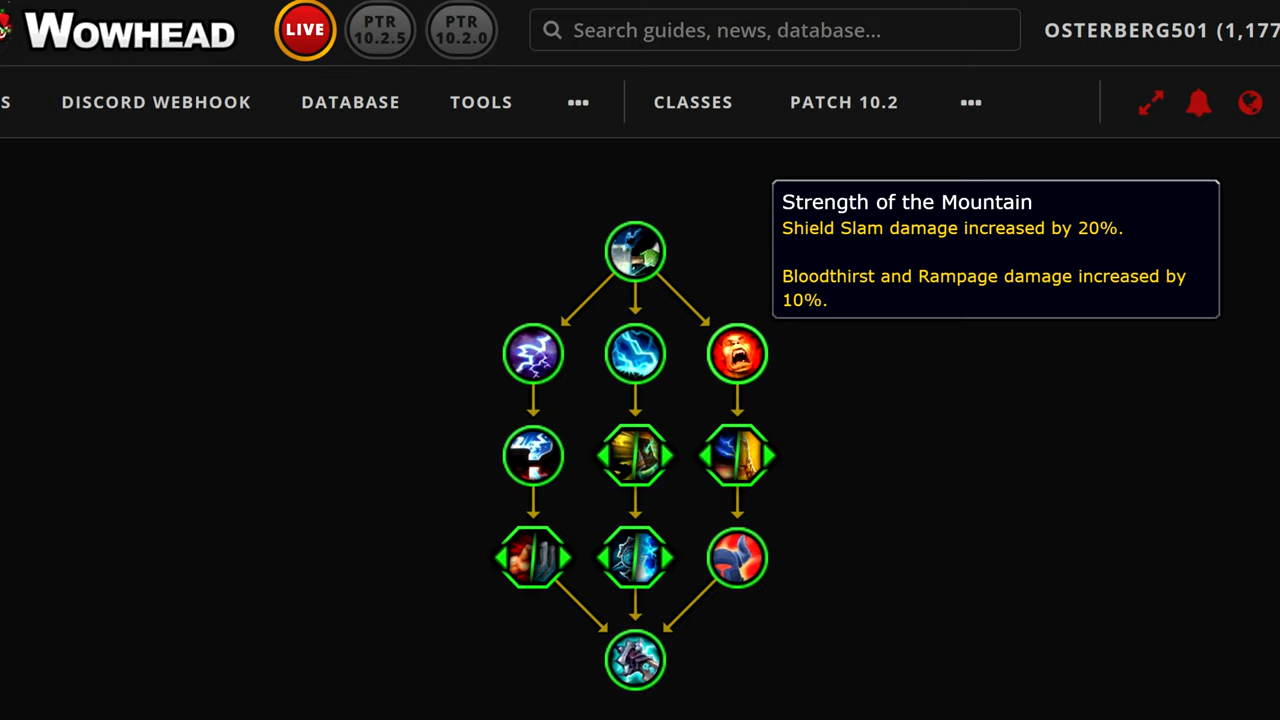 WOWHEAD
LIVE
PTR
10.2.5
PTR
10.2.0
Search guides, news, database...
OSTERBERG501 (1,177
S
DISCORD WEBHOOK
DATABASE
TOOLS
CLASSES
PATCH 10.2
Strength of the Mountain
Shield Slam damage increased by 20%.
Bloodthirst and Rampage damage increased by
10%.